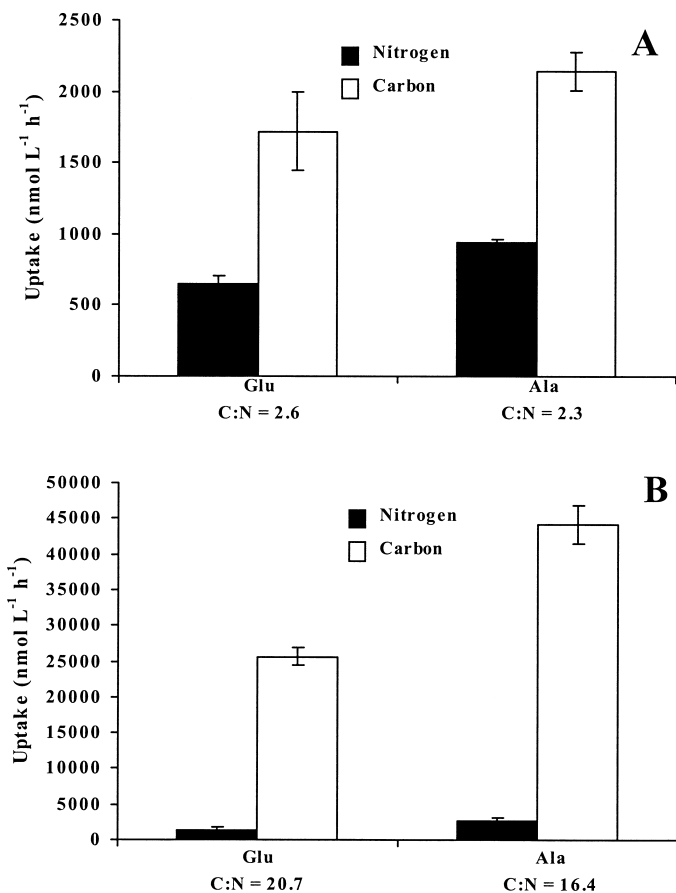 A
2500
2000
1500
1000
500
0
Uptake (nmol L⁻¹ h⁻¹)
Nitrogen
Carbon
Glu
Ala
C:N = 2.6
C:N = 2.3
B
50000
45000
40000
35000
30000
25000
20000
15000
10000
5000
0
Uptake (nmol L⁻¹ h⁻¹)
Nitrogen
Carbon
Glu
Ala
C:N = 20.7
C:N = 16.4